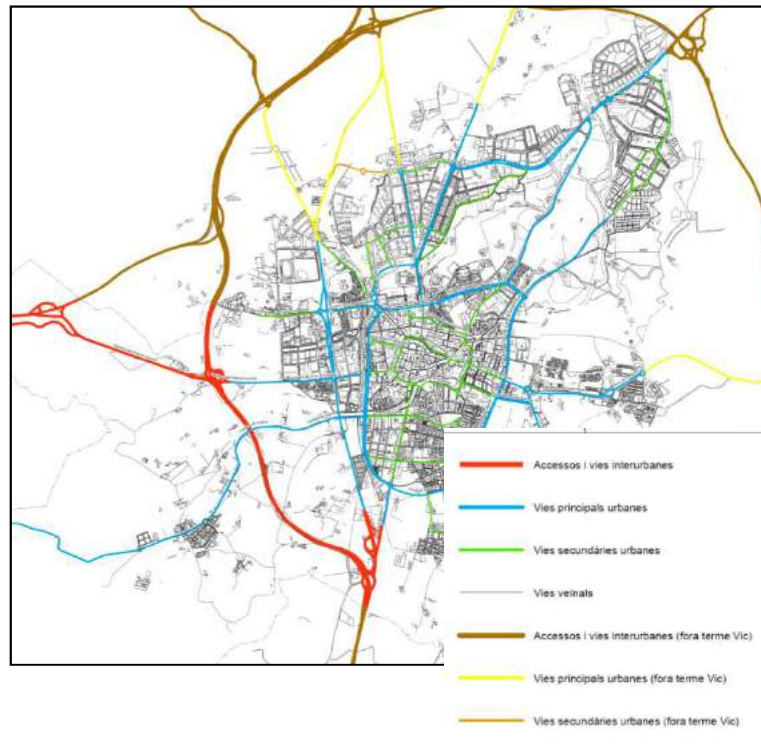 Accessos i vies interurbanes
Vies principals urbanes
Vies secundàries urbanes
Vies veïnals
Accessos i vies interurbanes (fora terme Vic)
Vies principals urbanes (fora terme Vic)
Vies secundàries urbanes (fora terme Vic)